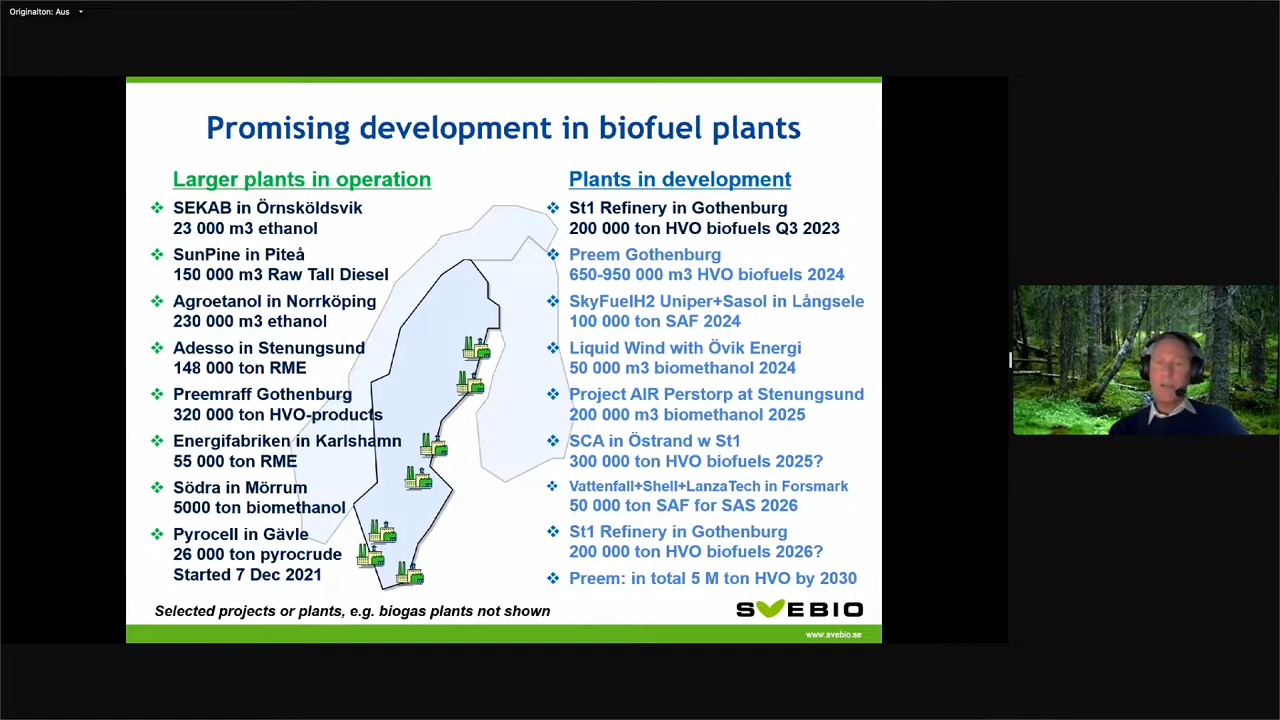 Originalton: Aus
Promising development in biofuel plants
Larger plants in operation
SEKAB in Örnsköldsvik
23 000 m3 ethanol
SunPine in Piteå
150 000 m3 Raw Tall Diesel
Agroetanol in Norrköping
230 000 m3 ethanol
Adesso in Stenungsund
148 000 ton RME
Preemraff Gothenburg
320 000 ton HVO-products
Energifabriken in Karlshamn
55 000 ton RME
Södra in Mörrum
5000 ton biomethanol
Pyrocell in Gävle
26 000 ton pyrocrude
Started 7 Dec 2021
Plants in development
St1 Refinery in Gothenburg
200 000 ton HVO biofuels Q3 2023
Preem Gothenburg
650-950 000 m3 HVO biofuels 2024
SkyFuelH2 Uniper+Sasol in Långsele
100 000 ton SAF 2024
Liquid Wind with Övik Energi
50 000 m3 biomethanol 2024
Project AIR Perstorp at Stenungsund
200 000 m3 biomethanol 2025
SCA in Östrand w St1
300 000 ton HVO biofuels 2025?
Vattenfall+Shell+LanzaTech in Forsmark
50 000 ton SAF for SAS 2026
St1 Refinery in Gothenburg
200 000 ton HVO biofuels 2026?
Preem: in total 5 M ton HVO by 2030
Selected projects or plants, e.g. biogas plants not shown
SVEBIO
www.svebio.se